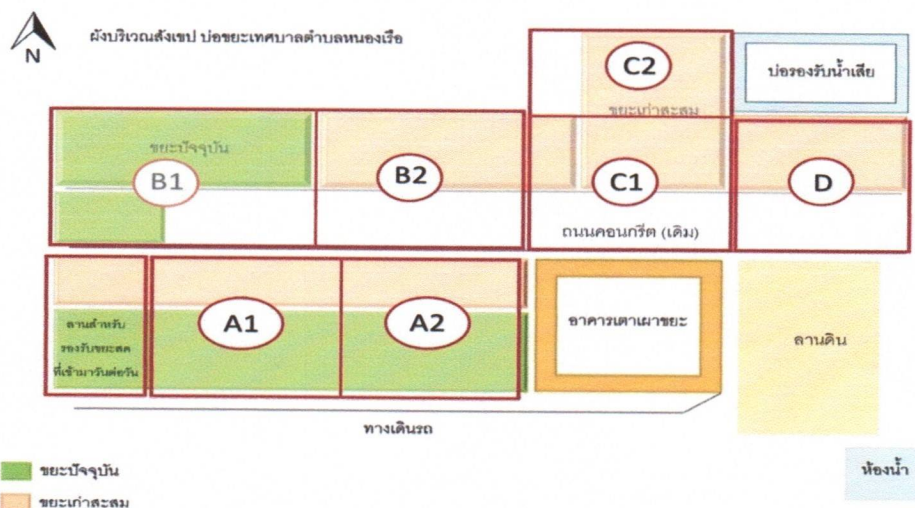 N
ผังบริเวณสังเขป บ่อขยะเทศบาลตำบลหนองเรือ
C2
ขยะเก่าสะสม
บ่อรองรับน้ำเสีย
ขยะปัจจุบัน
B1
B2
C1
D
ถนนคอนกรีต (เดิม)
ลานสำหรับ
รองรับขยะสด
ที่เข้ามาวันต่อวัน
A1
A2
อาคารเตาเผาขยะ
ลานดิน
ทางเดินรถ
ขยะปัจจุบัน
ขยะเก่าสะสม
ห้องน้ำ